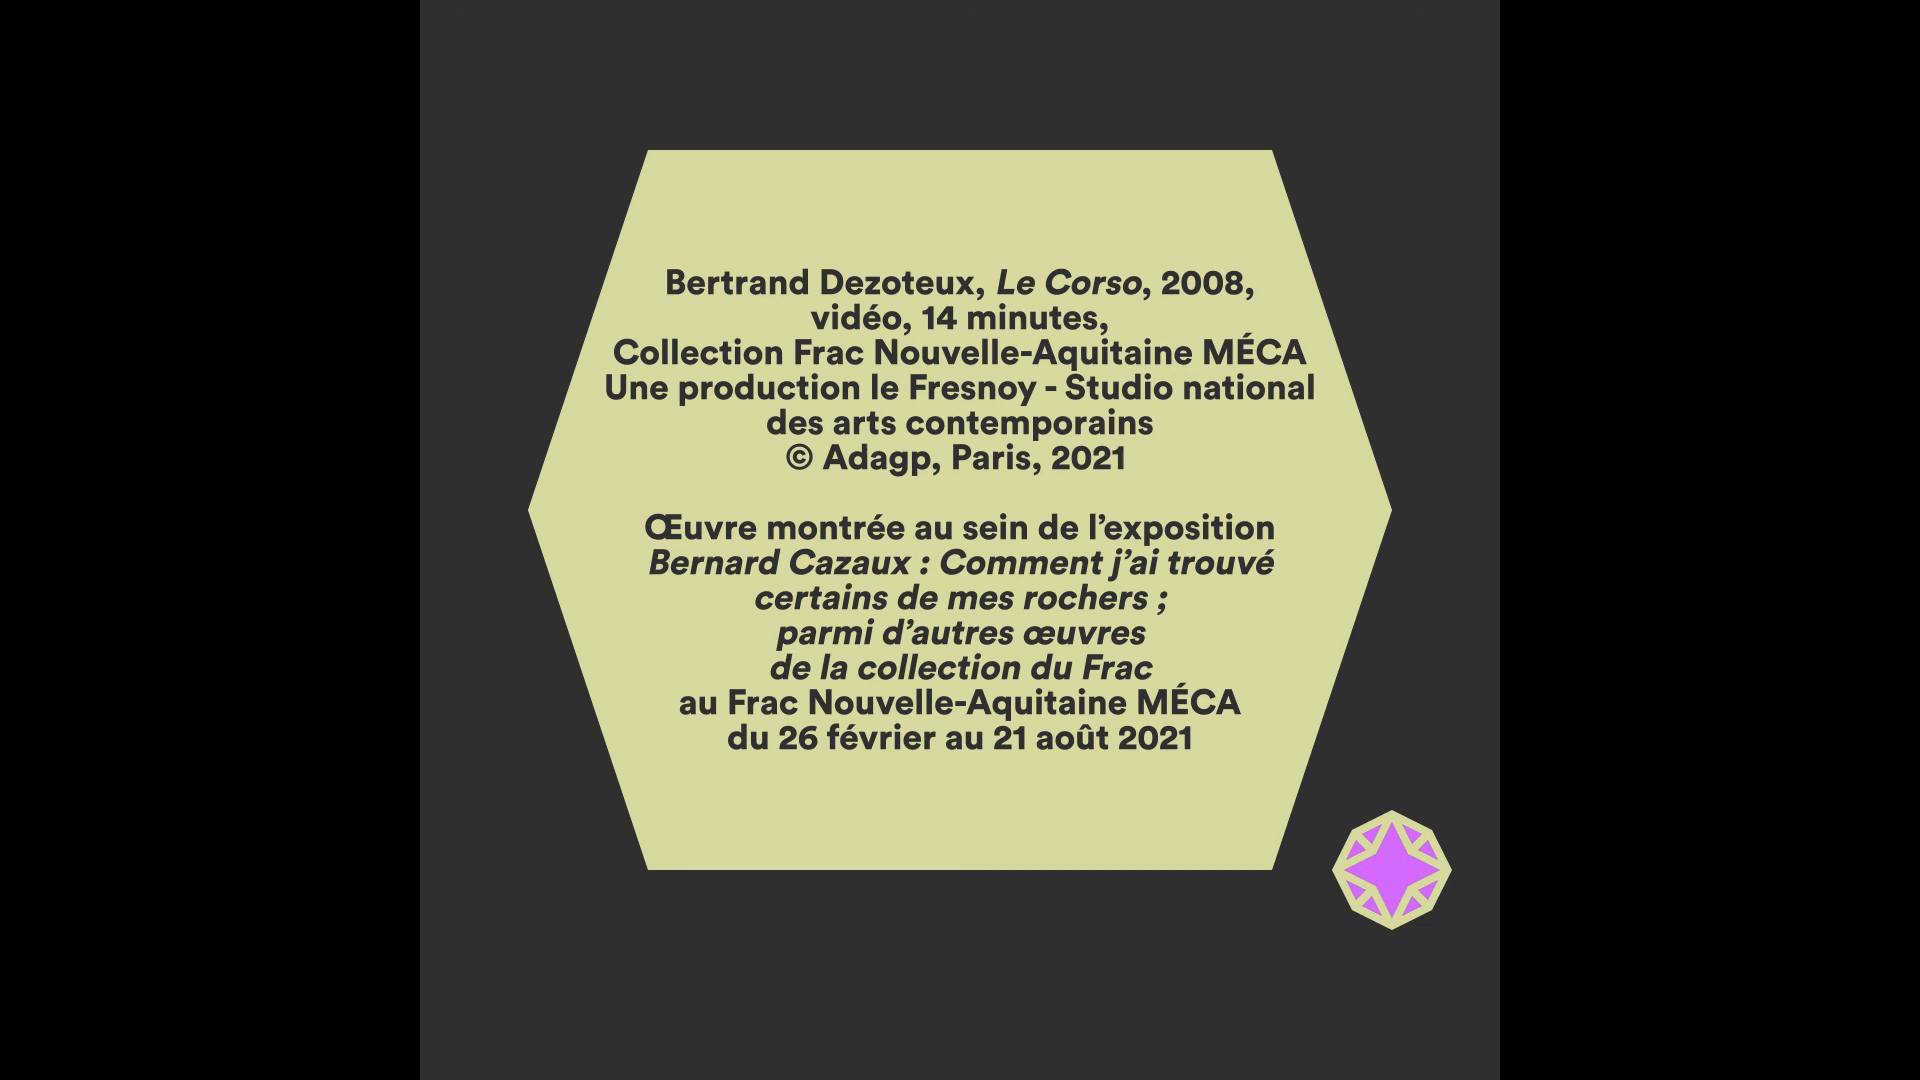 Bertrand Dezoteux, Le Corso, 2008,
vidéo, 14 minutes,
Collection Frac Nouvelle-Aquitaine MÉCA
Une production le Fresnoy - Studio national
des arts contemporains
© Adagp, Paris, 2021
Œuvre montrée au sein de l’exposition
Bernard Cazaux : Comment j’ai trouvé
certains de mes rochers ;
parmi d’autres œuvres
de la collection du Frac
au Frac Nouvelle-Aquitaine MÉCA
du 26 février au 21 août 2021